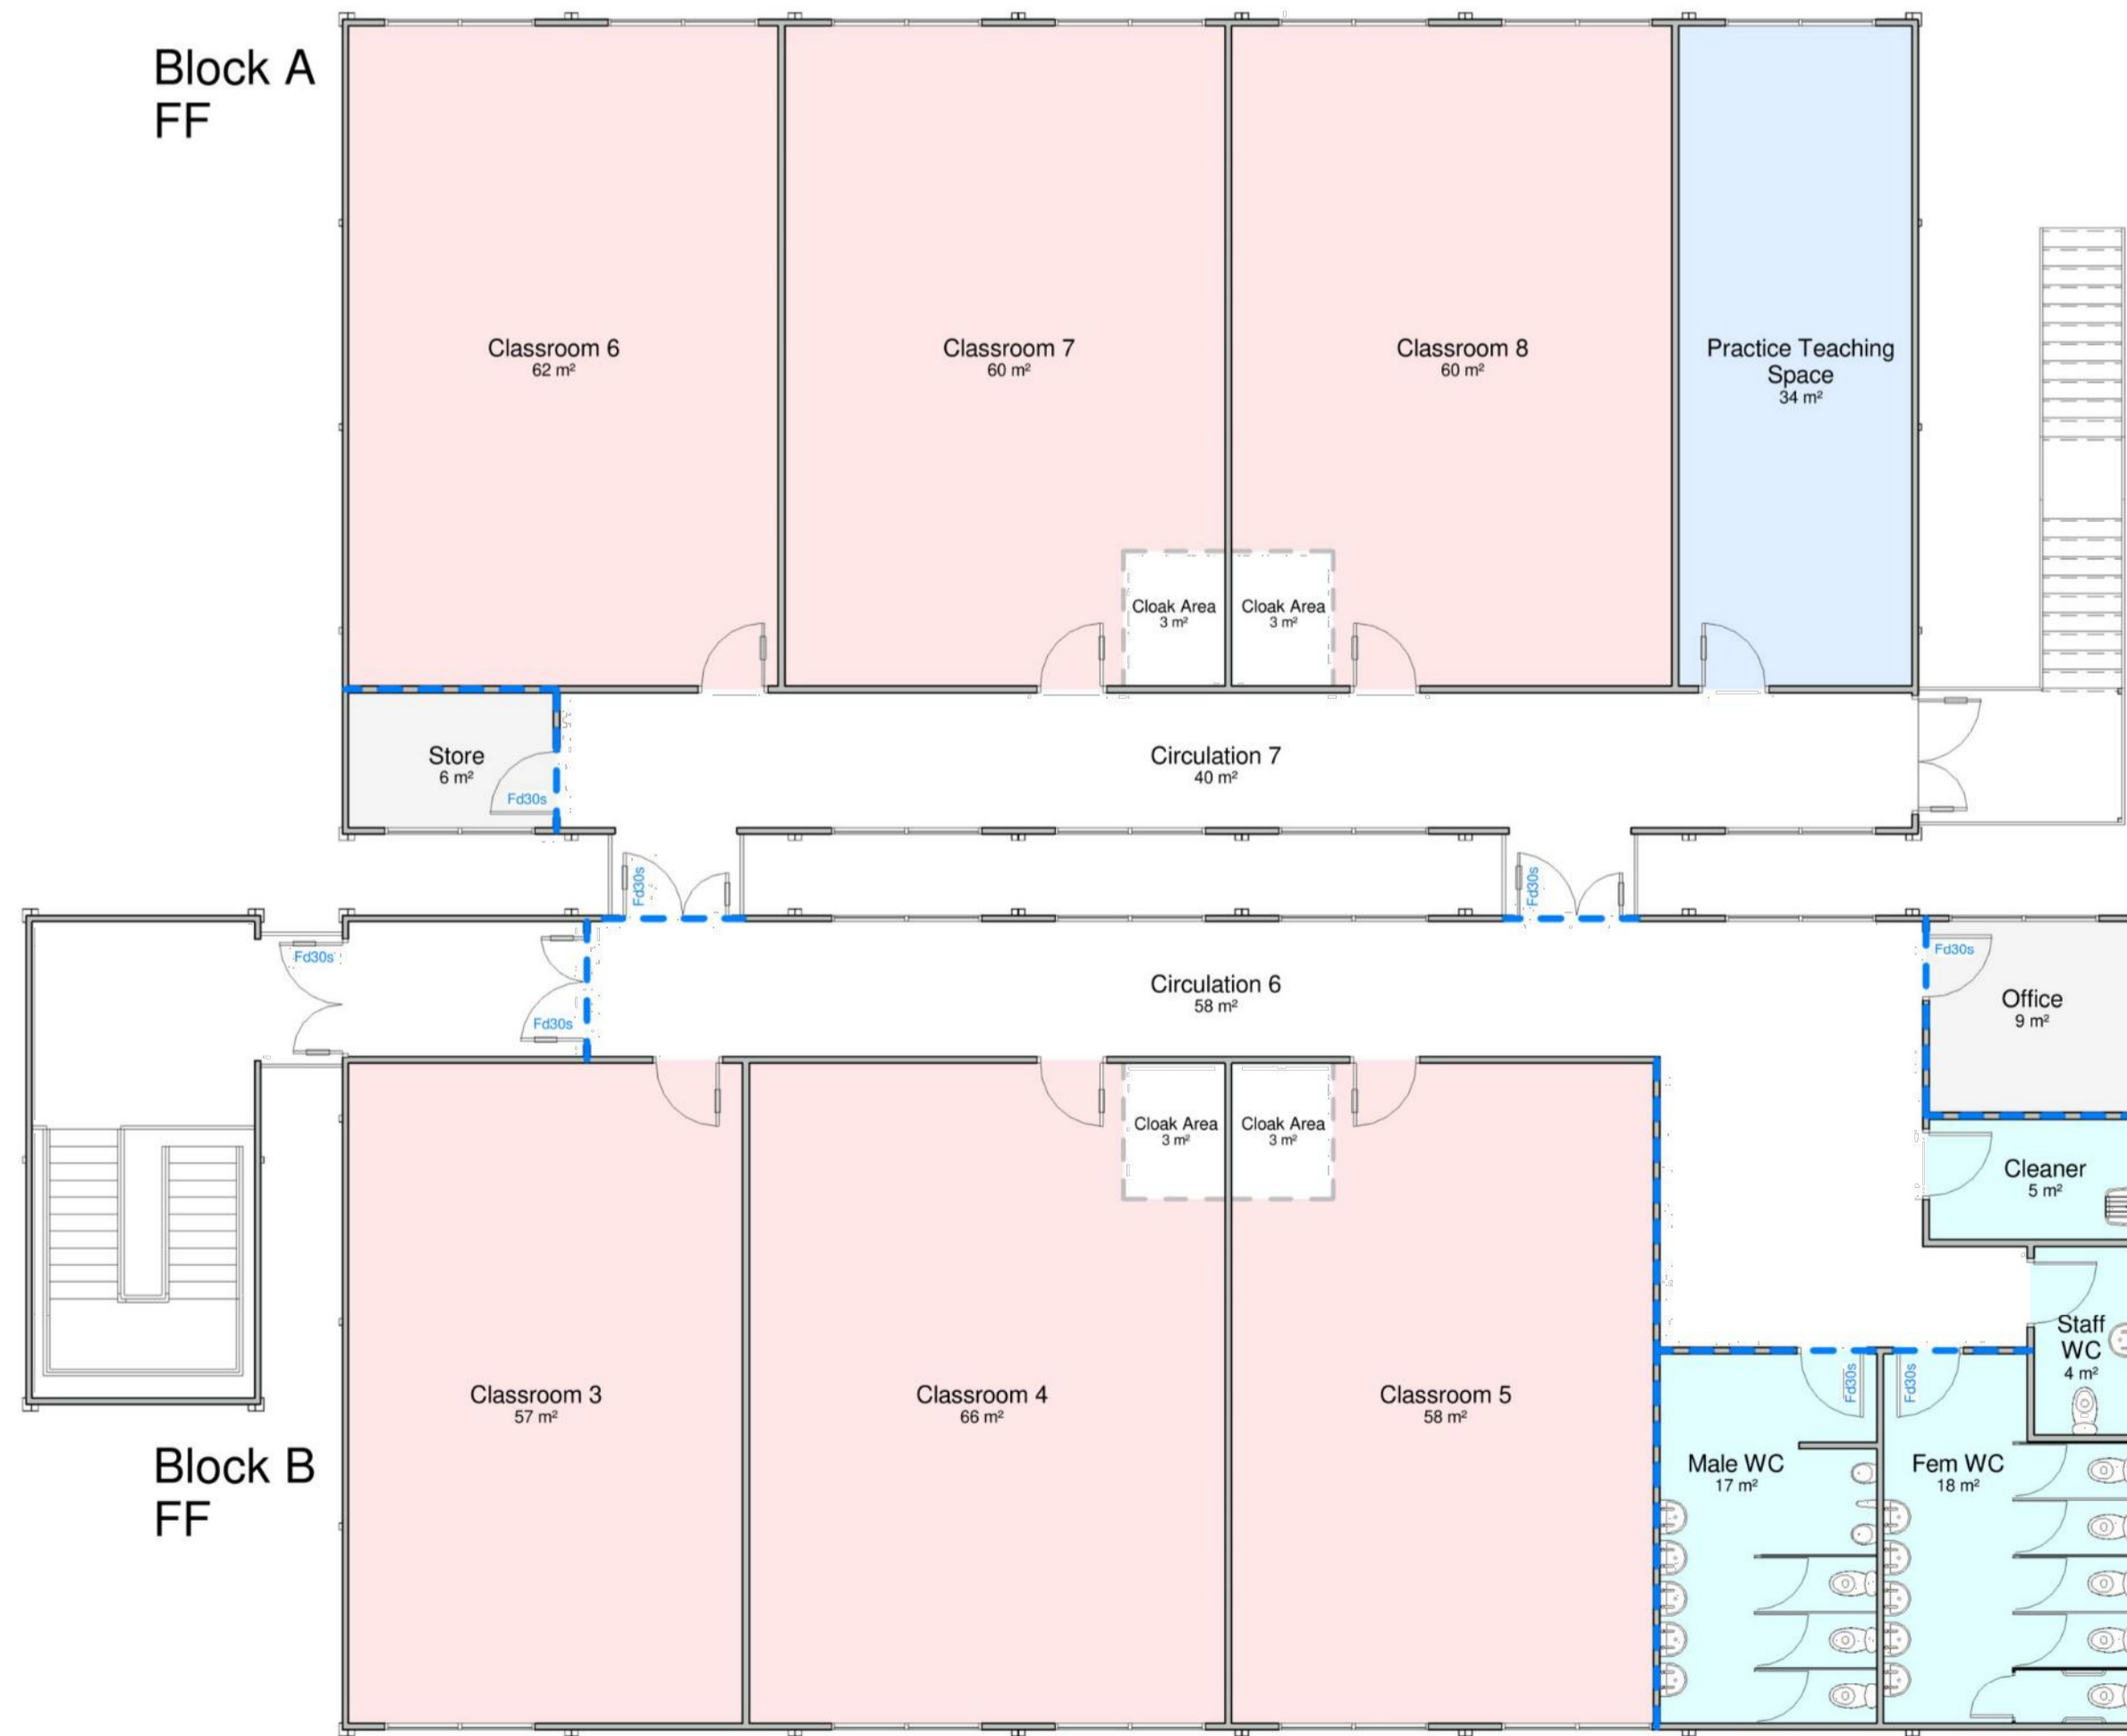 Block A
FF
Classroom 6
62 m²
Classroom 7
60 m²
Classroom 8
60 m²
Practice Teaching
Space
34 m²
Cloak Area
3 m²
Cloak Area
3 m²
Store
6 m²
Fd30s
Circulation 7
40 m²
Fd30s
Fd30s
Fd30s
Fd30s
Circulation 6
58 m²
Fd30s
Office
9 m²
Cloak Area
3 m²
Cloak Area
3 m²
Cleaner
5 m²
Staff
WC
4 m²
Classroom 3
57 m²
Classroom 4
66 m²
Classroom 5
58 m²
Fd30s
Fd30s
Male WC
17 m²
Fem WC
18 m²
Block B
FF